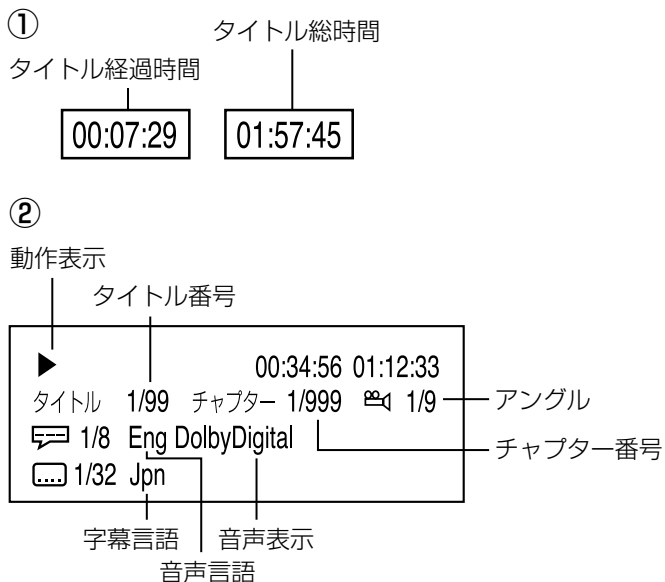 ①
タイトル総時間
タイトル経過時間
00:07:29 01:57:45
②
動作表示
タイトル番号
00:34:56 01:12:33
タイトル 1/99 チャプター 1/999 1/9
アングル
1/8 Eng DolbyDigital
チャプター番号
1/32 Jpn
字幕言語 音声表示
音声言語